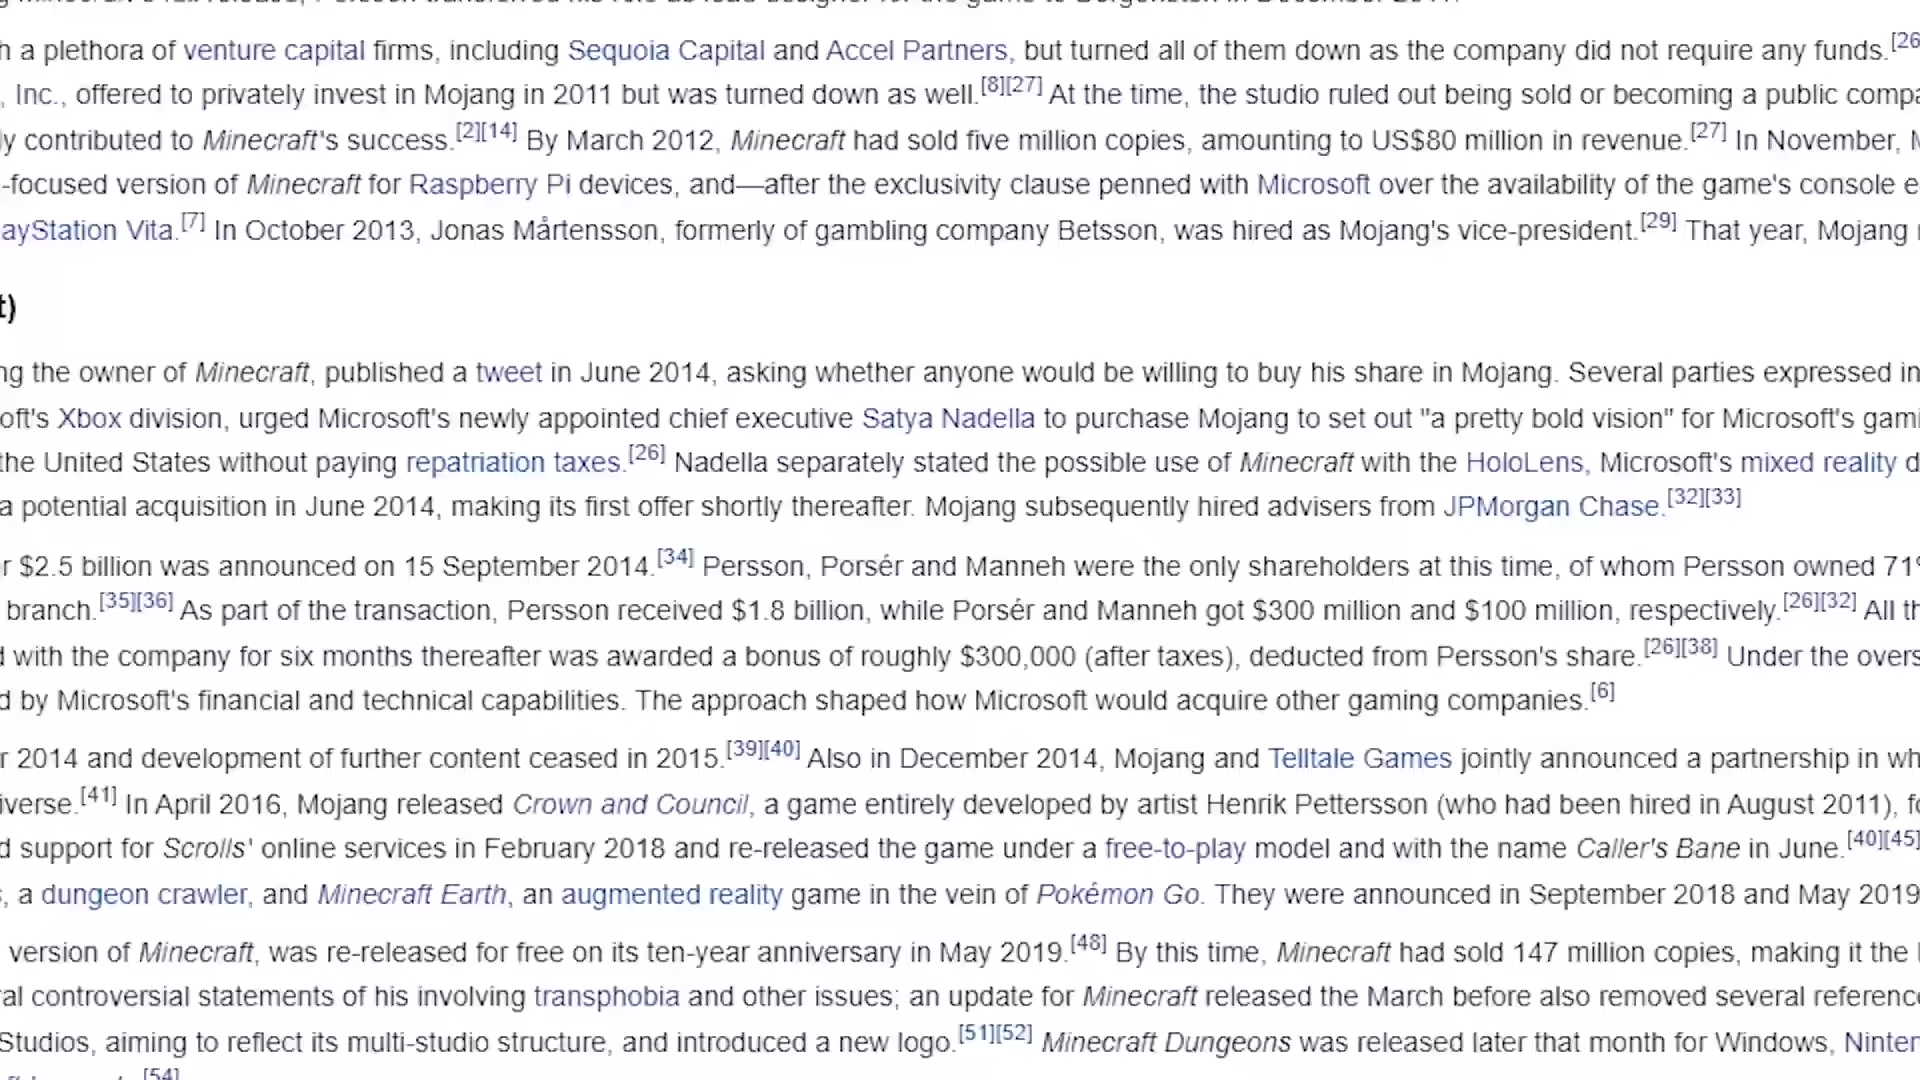 h a plethora of venture capital firms, including Sequoia Capital and Accel Partners, but turned all of them down as the company did not require any funds.[26
, Inc., offered to privately invest in Mojang in 2011 but was turned down as well.[8][27] At the time, the studio ruled out being sold or becoming a public compa
ly contributed to Minecraft's success.[2][14] By March 2012, Minecraft had sold five million copies, amounting to US$80 million in revenue.[27] In November, M
-focused version of Minecraft for Raspberry Pi devices, and—after the exclusivity clause penned with Microsoft over the availability of the game's console e
ayStation Vita.[7] In October 2013, Jonas Mårtensson, formerly of gambling company Betsson, was hired as Mojang's vice-president.[29] That year, Mojang
t)
ng the owner of Minecraft, published a tweet in June 2014, asking whether anyone would be willing to buy his share in Mojang. Several parties expressed in
oft's Xbox division, urged Microsoft's newly appointed chief executive Satya Nadella to purchase Mojang to set out "a pretty bold vision" for Microsoft's gami
the United States without paying repatriation taxes.[26] Nadella separately stated the possible use of Minecraft with the HoloLens, Microsoft's mixed reality d
a potential acquisition in June 2014, making its first offer shortly thereafter. Mojang subsequently hired advisers from JPMorgan Chase.[32][33]
r $2.5 billion was announced on 15 September 2014.[34] Persson, Porsér and Manneh were the only shareholders at this time, of whom Persson owned 71%
branch.[35][36] As part of the transaction, Persson received $1.8 billion, while Porsér and Manneh got $300 million and $100 million, respectively.[26][32] All th
d with the company for six months thereafter was awarded a bonus of roughly $300,000 (after taxes), deducted from Persson's share.[26][38] Under the overs
d by Microsoft's financial and technical capabilities. The approach shaped how Microsoft would acquire other gaming companies.[6]
r 2014 and development of further content ceased in 2015.[39][40] Also in December 2014, Mojang and Telltale Games jointly announced a partnership in wh
iverse.[41] In April 2016, Mojang released Crown and Council, a game entirely developed by artist Henrik Pettersson (who had been hired in August 2011), fo
d support for Scrolls' online services in February 2018 and re-released the game under a free-to-play model and with the name Caller's Bane in June.[40][45]
s, a dungeon crawler, and Minecraft Earth, an augmented reality game in the vein of Pokémon Go. They were announced in September 2018 and May 2019
version of Minecraft, was re-released for free on its ten-year anniversary in May 2019.[48] By this time, Minecraft had sold 147 million copies, making it the
ral controversial statements of his involving transphobia and other issues; an update for Minecraft released the March before also removed several referenc
Studios, aiming to reflect its multi-studio structure, and introduced a new logo.[51][52] Minecraft Dungeons was released later that month for Windows, Ninten
[54]